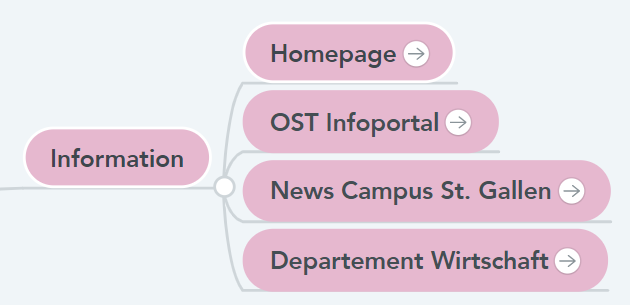 Homepage
OST Infoportal
Information
News Campus St. Gallen
Departement Wirtschaft